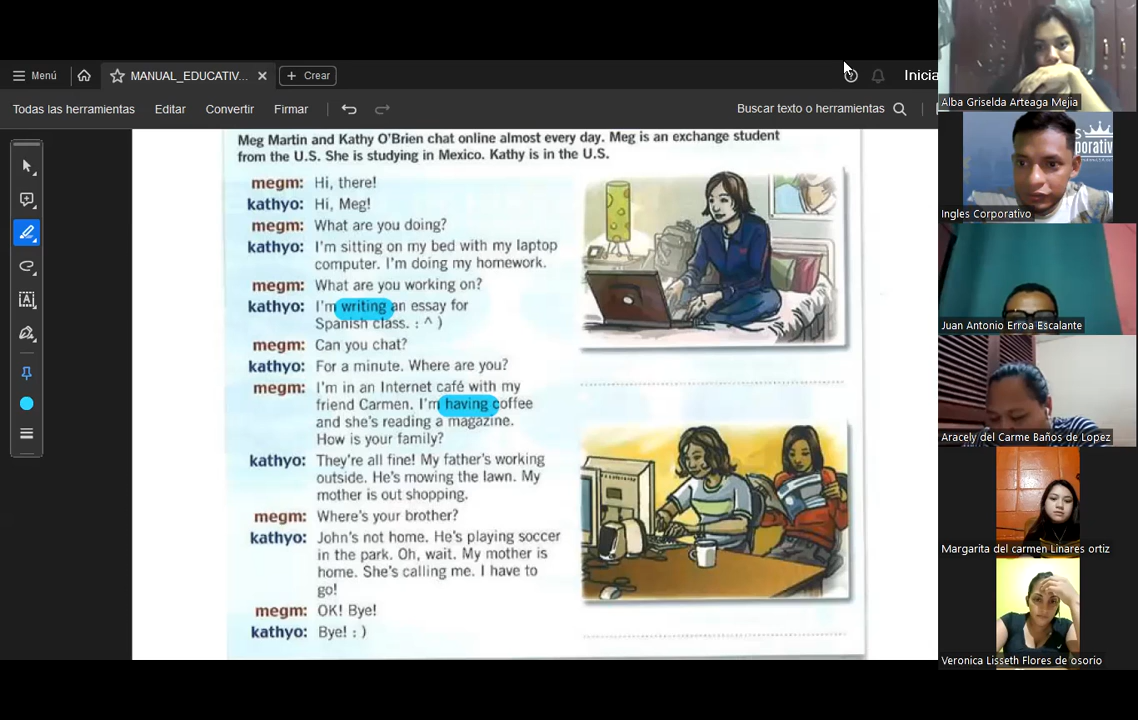 Menú
MANUAL_EDUCATIV...
Crear
Inicia
Todas las herramientas
Editar
Convertir
Firmar
Buscar texto o herramientas
Meg Martin and Kathy O'Brien chat online almost every day. Meg is an exchange student
from the U.S. She is studying in Mexico. Kathy is in the U.S.
megm: Hi, there!
kathyo: Hi, Meg!
megm: What are you doing?
kathyo: I'm sitting on my bed with my laptop
computer. I'm doing my homework.
megm: What are you working on?
kathyo: I'm writing an essay for
Spanish class. : ^ )
megm: Can you chat?
kathyo: For a minute. Where are you?
megm: I'm in an Internet café with my
friend Carmen. I'm having coffee
and she's reading a magazine.
How is your family?
kathyo: They're all fine! My father's working
outside. He's mowing the lawn. My
mother is out shopping.
megm: Where's your brother?
kathyo: John's not home. He's playing soccer
in the park. Oh, wait. My mother is
home. She's calling me. I have to
go!
megm: OK! Bye!
kathyo: Bye! : )
Alba Griselda Arteaga Mejia
Ingles Corporativo
Juan Antonio Erroa Escalante
Aracely del Carme Baños de Lopez
Margarita del carmen Linares ortiz
Veronica Lisseth Flores de osorio